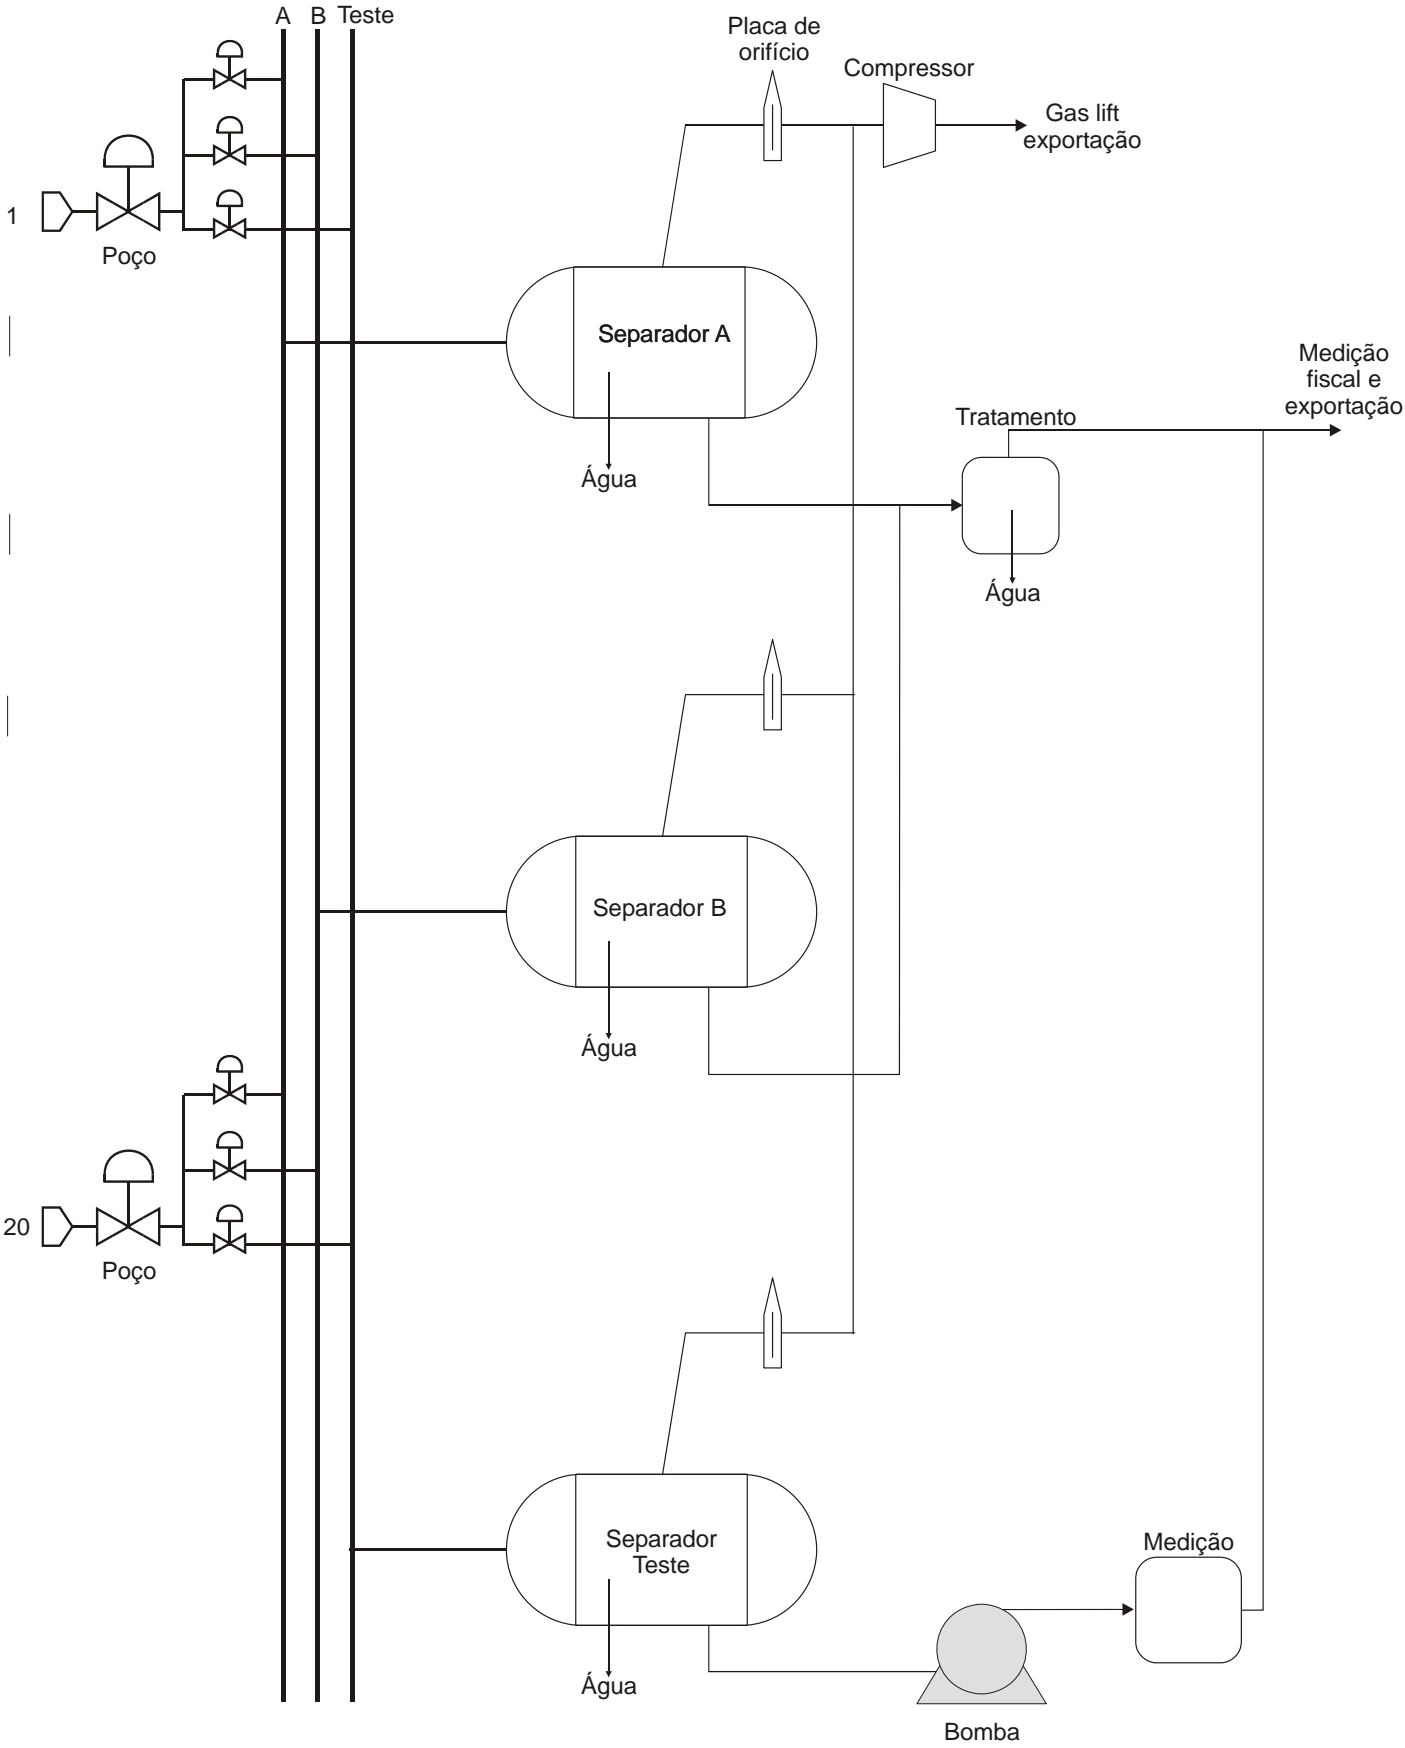 A B Teste
Placa de
orifício
Compressor
Gas lift
exportação
1
Poço
Separador A
Água
Medição
fiscal e
exportação
Tratamento
Água
Separador B
Água
20
Poço
Separador
Teste
Água
Medição
Bomba